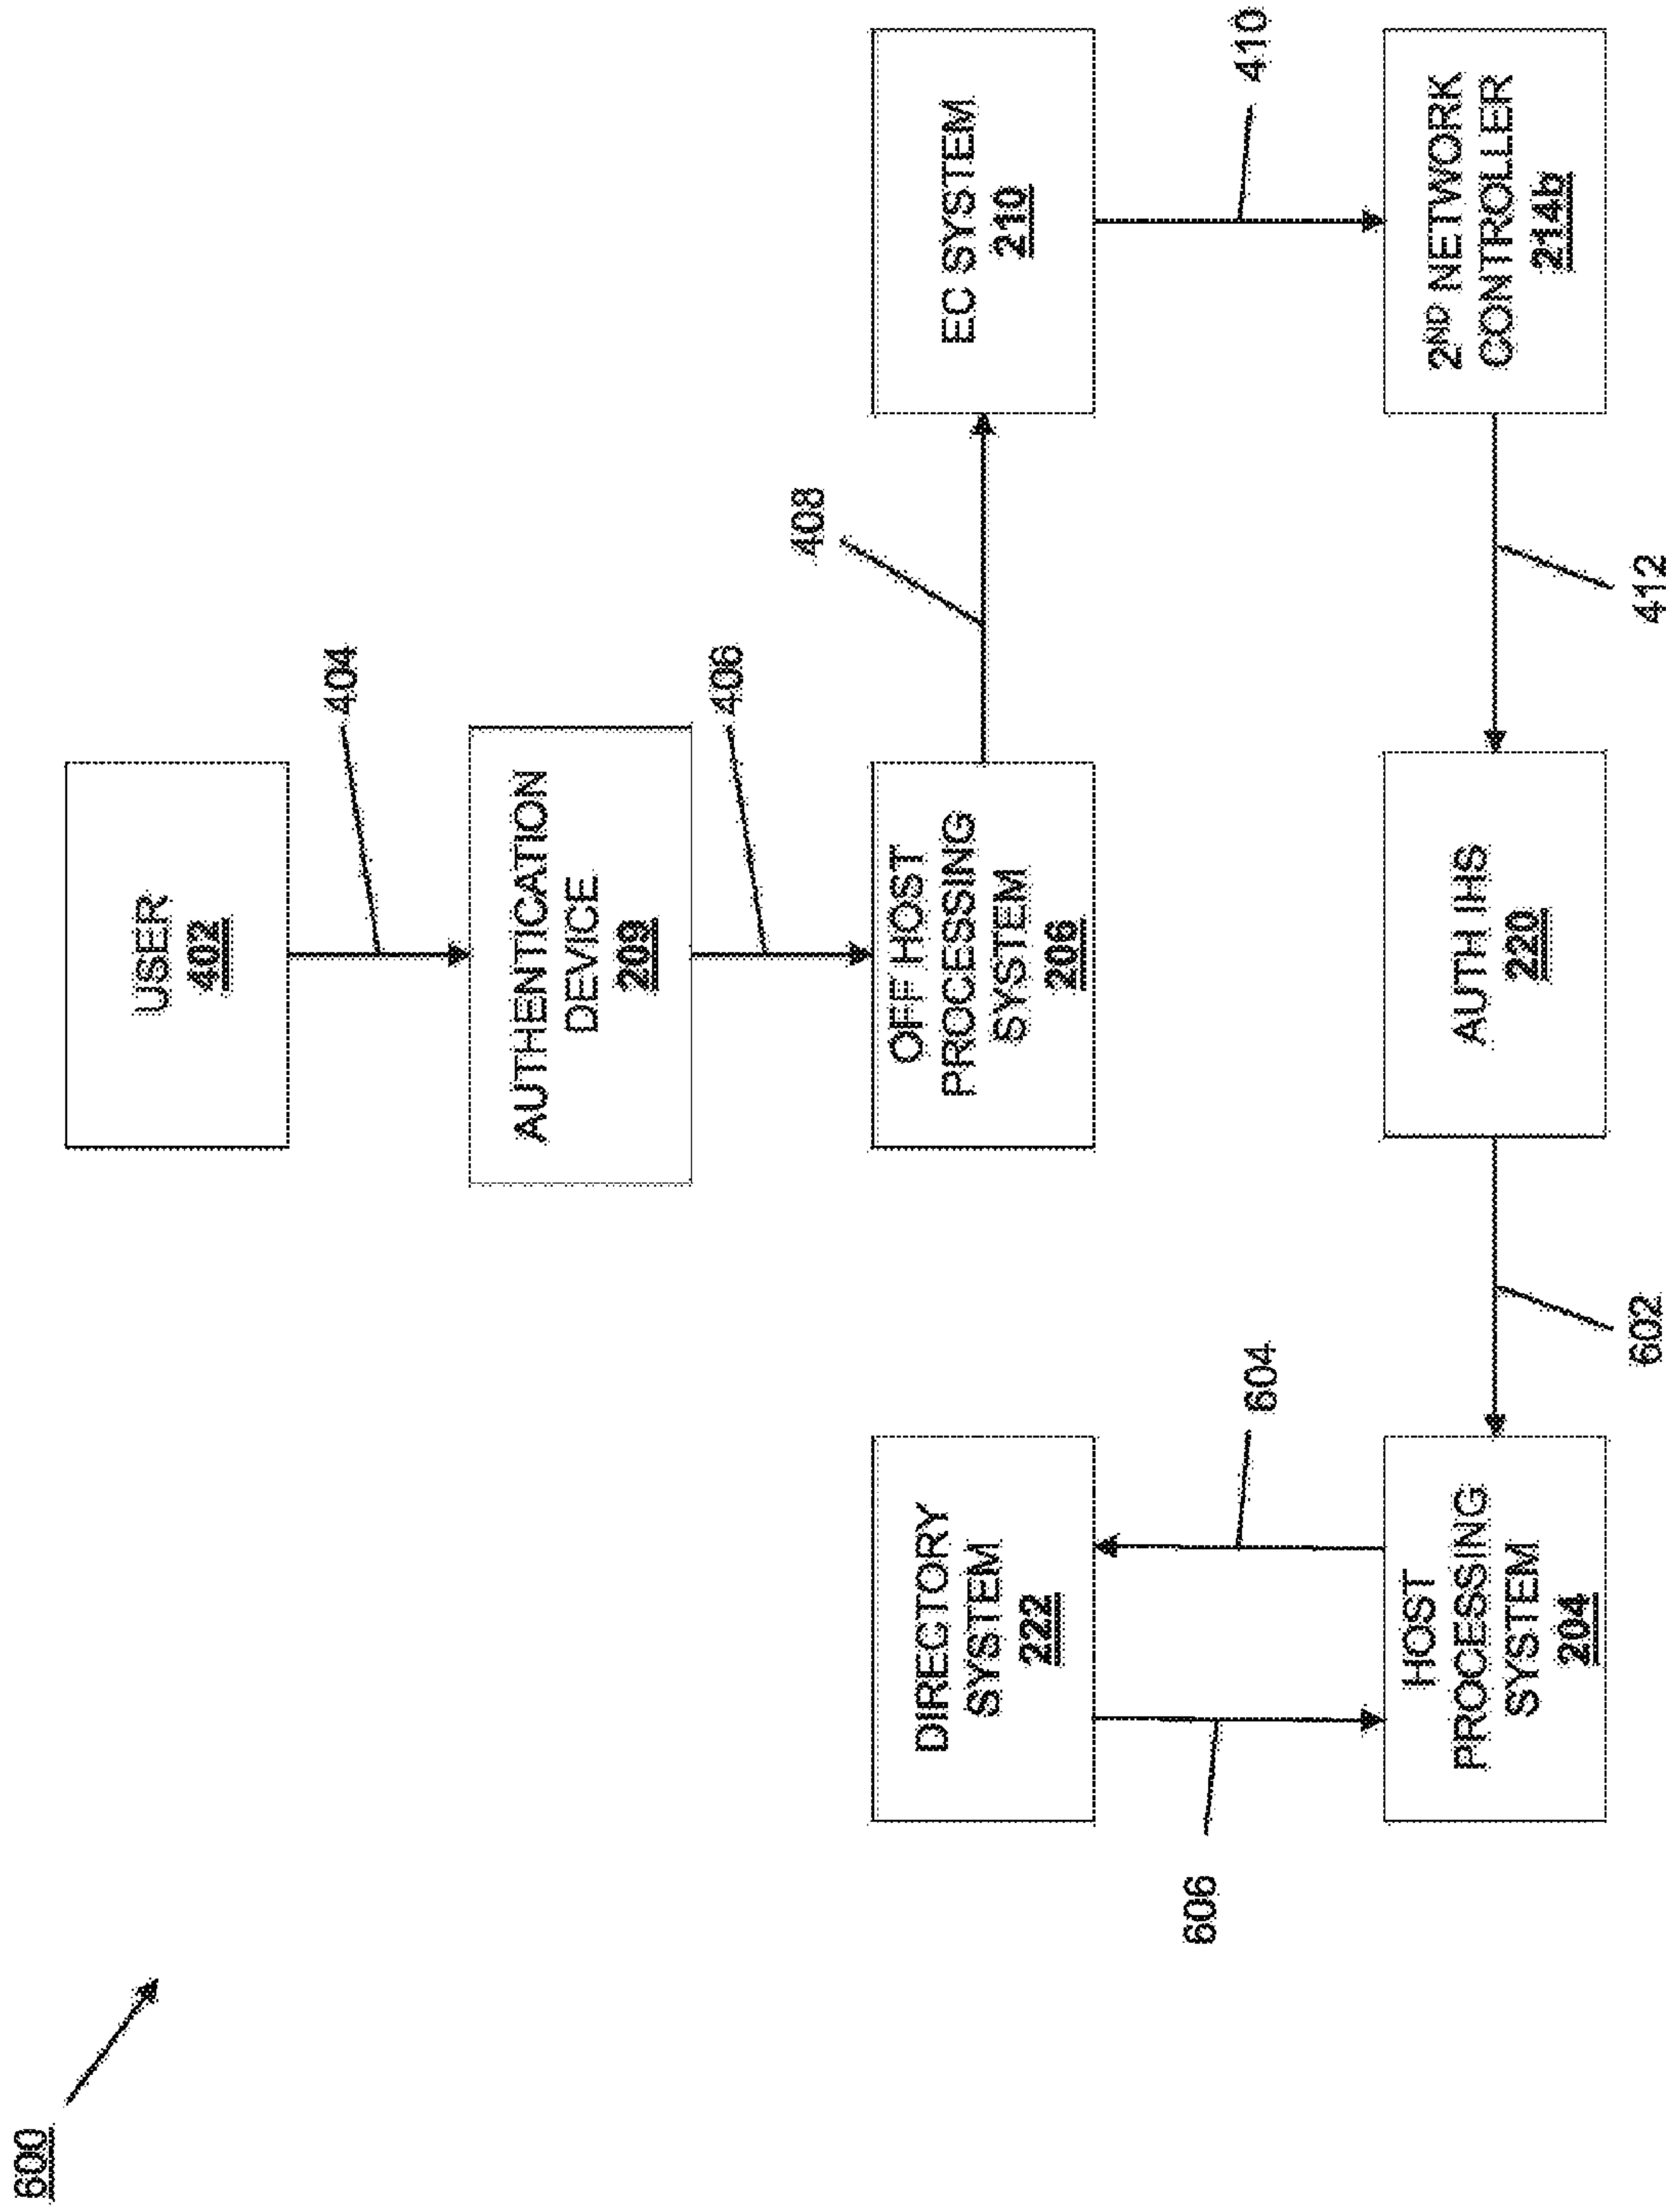 600
USER
402
404
AUTHENTICATION
DEVICE
209
406
408
DIRECTORY
SYSTEM
222
OFF HOST
PROCESSING
SYSTEM
206
EC SYSTEM
210
606
604
410
HOST
PROCESSING
SYSTEM
204
AUTH IHS
220
2ND NETWORK
CONTROLLER
214b
602
412